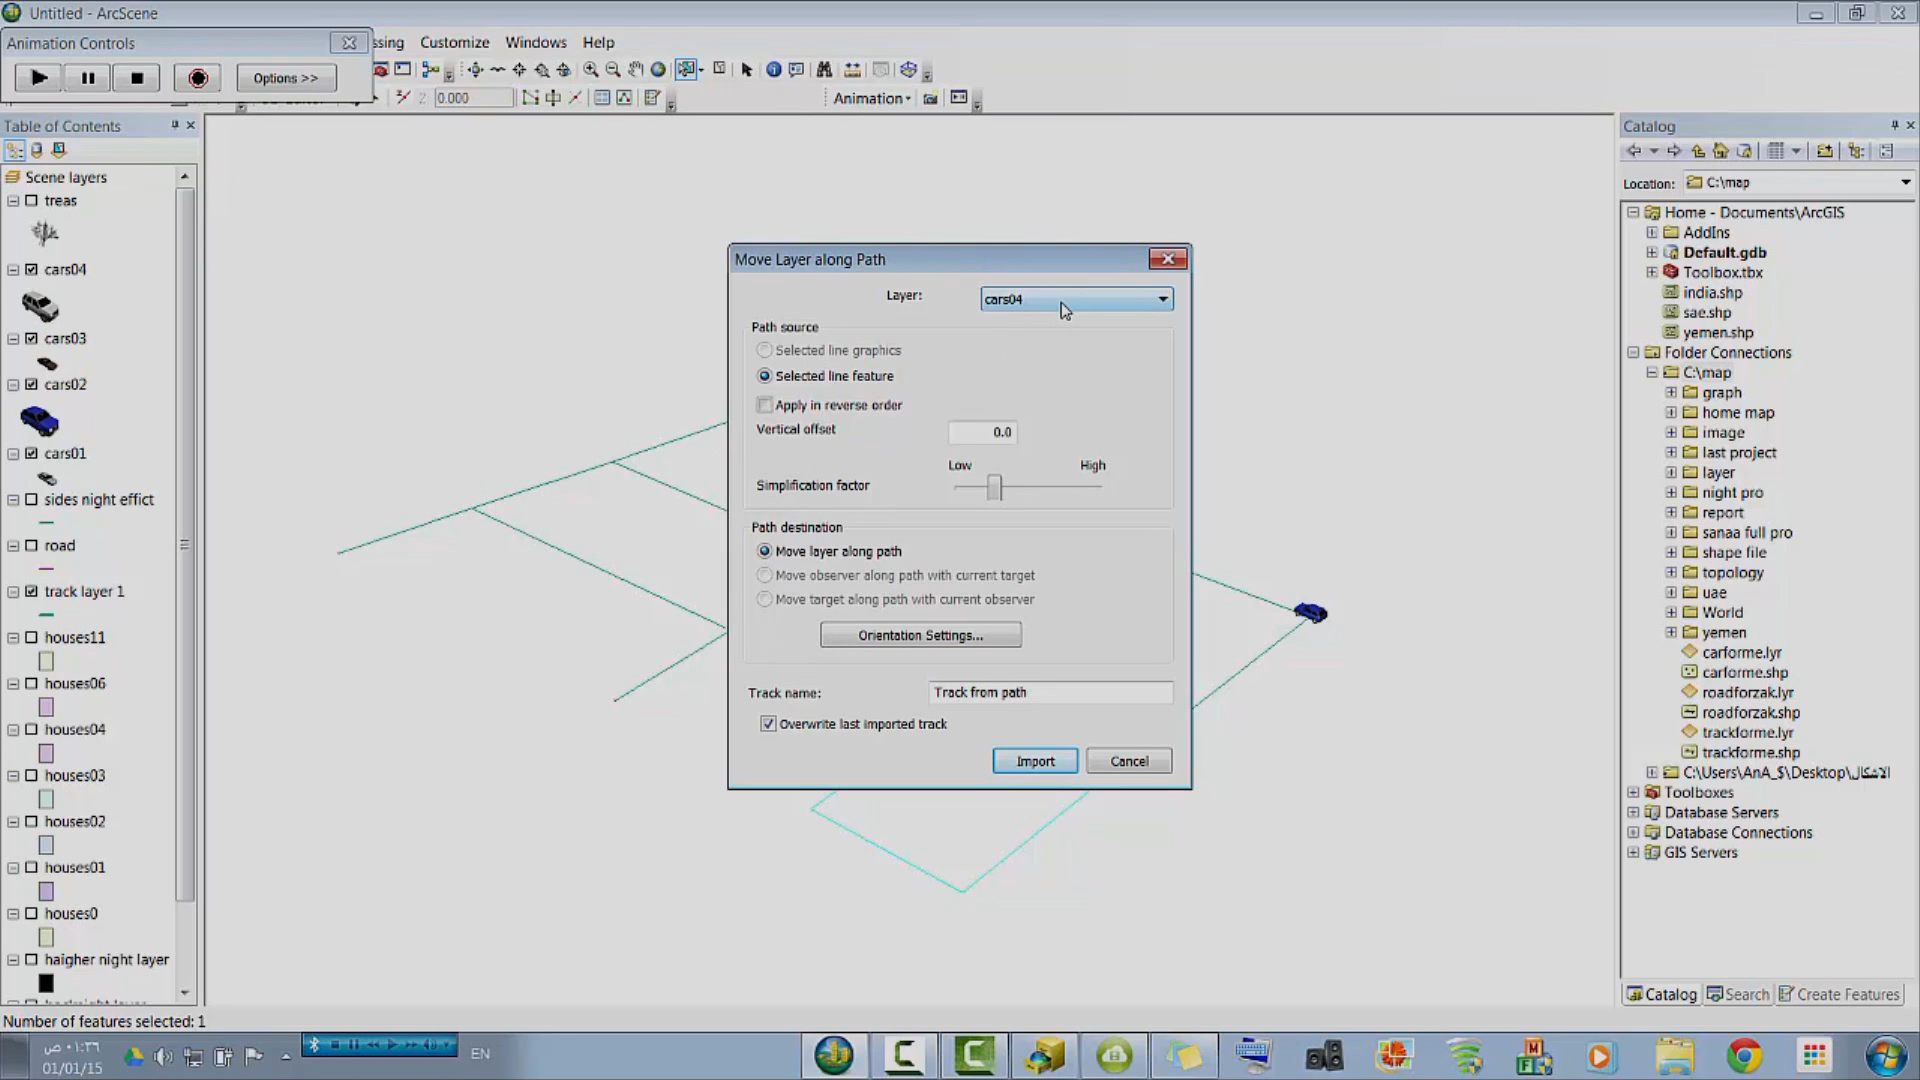 Untitled - ArcScene
Animation Controls
ssing Customize Windows Help
Options >>
Z: 0.000
Animation
Table of Contents
Scene layers
treas
cars04
cars03
cars02
cars01
sides night effict
road
track layer 1
houses11
houses06
houses04
houses03
houses02
houses01
houses0
haigher night layer
Move Layer along Path
Layer: cars04
Path source
Selected line graphics
Selected line feature
Apply in reverse order
Vertical offset 0.0
Low High
Simplification factor
Path destination
Move layer along path
Move observer along path with current target
Move target along path with current observer
Orientation Settings...
Track name: Track from path
Overwrite last imported track
Import Cancel
Catalog
Location: C:\map
Home - Documents\ArcGIS
AddIns
Default.gdb
Toolbox.tbx
india.shp
sae.shp
yemen.shp
Folder Connections
C:\map
graph
home map
image
last project
layer
night pro
report
sanaa full pro
shape file
topology
uae
World
yemen
carforme.lyr
carforme.shp
roadforzak.lyr
roadforzak.shp
trackforme.lyr
trackforme.shp
C:\Users\AnA_$\Desktop\الاشكال
Toolboxes
Database Servers
Database Connections
GIS Servers
Catalog Search Create Features
Number of features selected: 1
٠١:٣٦ ص
01/01/15
EN